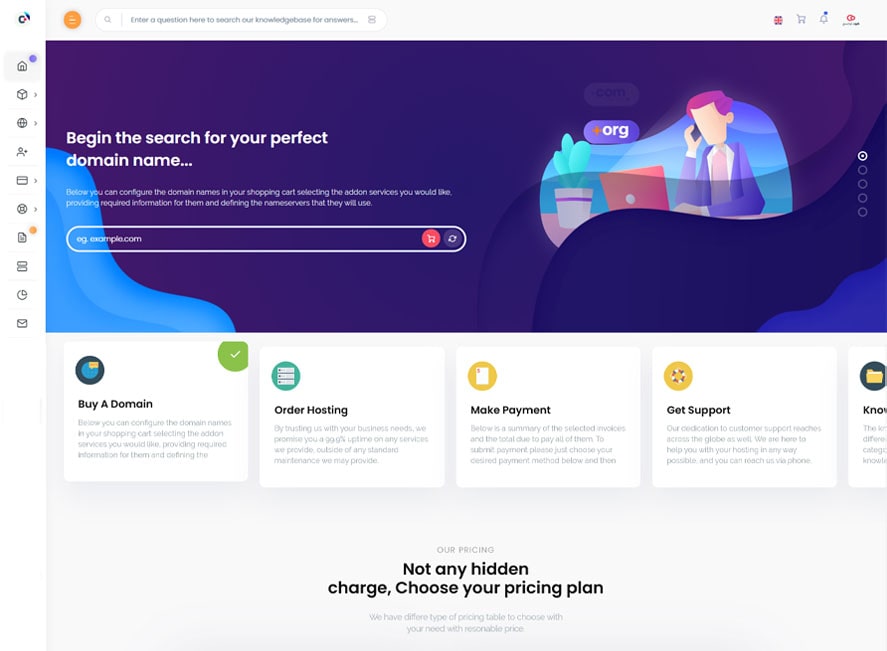 Enter a question here to search our knowledgebase for answers...
.com
+org
Begin the search for your perfect
domain name...
Below you can configure the domain names in your shopping cart selecting the addon services you would like,
providing required information for them and defining the nameservers that they will use.
eg. example.com
Buy A Domain
Below you can configure the domain names
in your shopping cart selecting the addon
services you would like, providing required
information for them and defining the
Order Hosting
By trusting us with your business needs, we
promise you a 99.9% uptime on any services
we provide, outside of any standard
maintenance we may provide.
Make Payment
Below is a summary of the selected invoices
and the total due to pay all of them. To
submit payment please just choose your
desired payment method below and then
Get Support
Our dedication to customer support reaches
across the globe as well. We are here to
help you with your hosting in any way
possible, and you can reach us via phone,
OUR PRICING
Not any hidden
charge, Choose your pricing plan
We have differe type of pricing table to choose with
your need with resonable price.